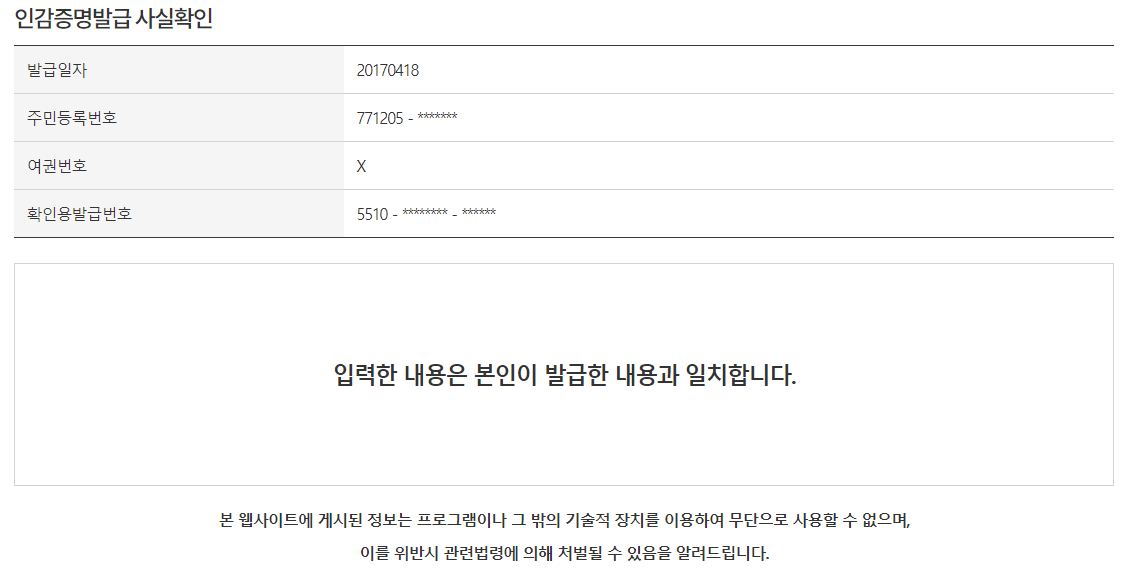 인감증명발급 사실확인
발급일자 20170418
주민등록번호 771205 - *******
여권번호 X
확인용발급번호 5510 - ******** - ******
입력한 내용은 본인이 발급한 내용과 일치합니다.
본 웹사이트에 게시된 정보는 프로그램이나 그 밖의 기술적 장치를 이용하여 무단으로 사용할 수 없으며,
이를 위반시 관련법령에 의해 처벌될 수 있음을 알려드립니다.